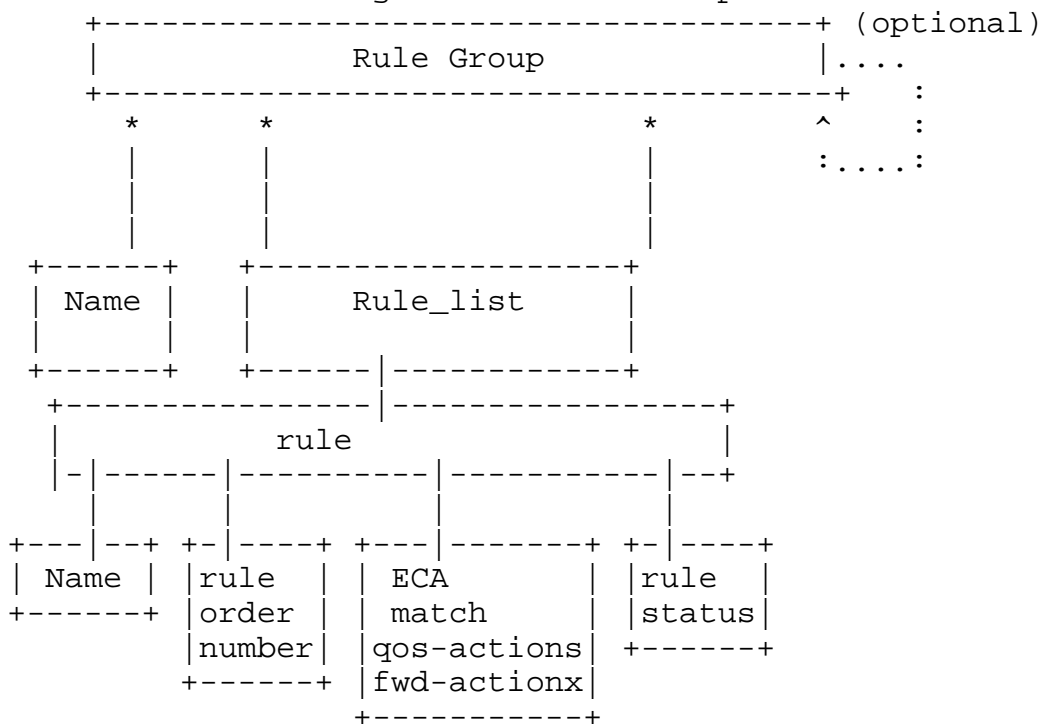 (optional)
Rule Group
Name Rule_list
rule
Name rule ECA rule
order match status
number qos-actions
fwd-actionx